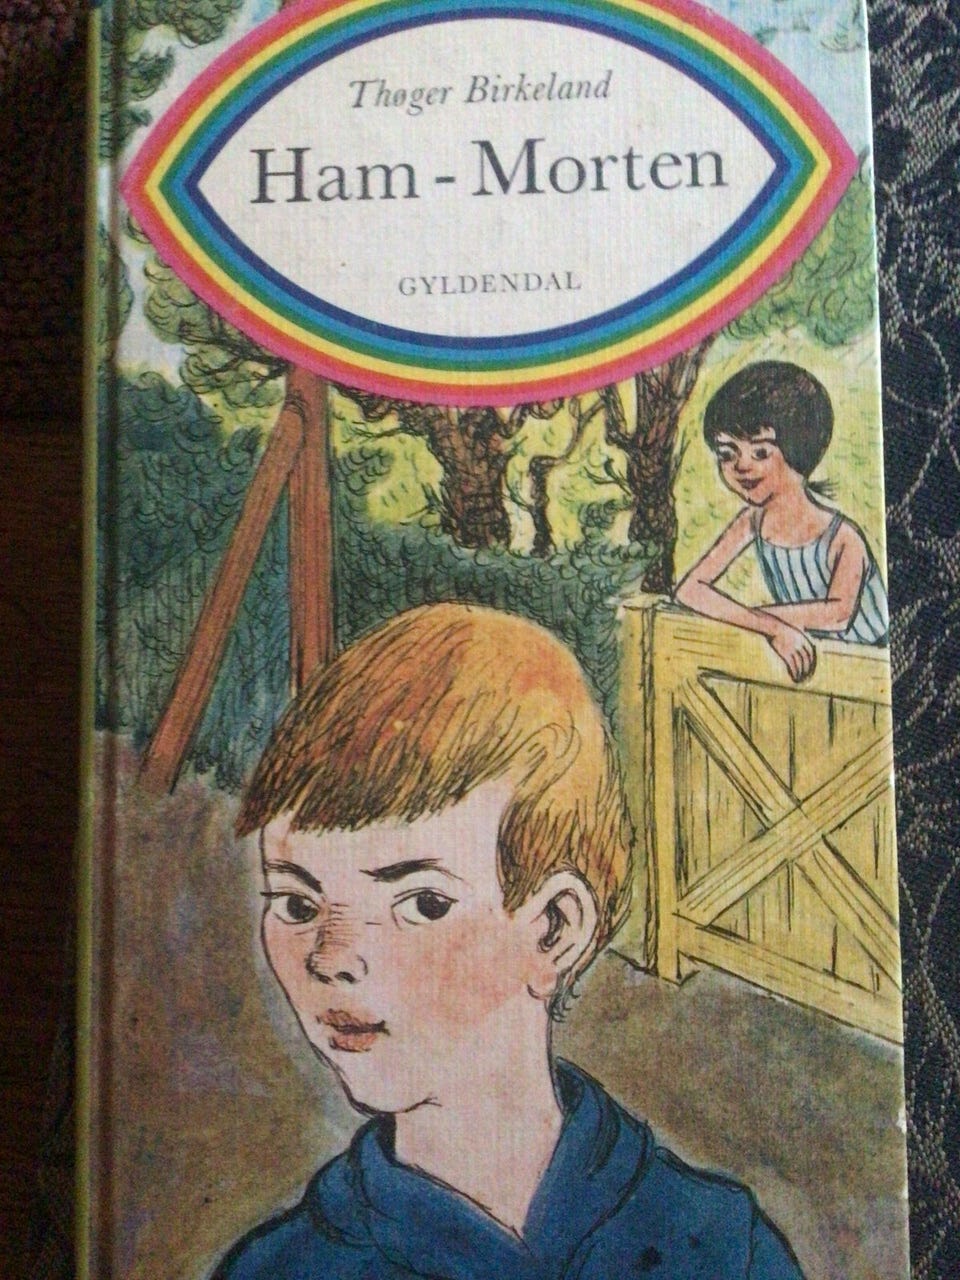 Thøger Birkeland
Ham - Morten
GYLDENDAL